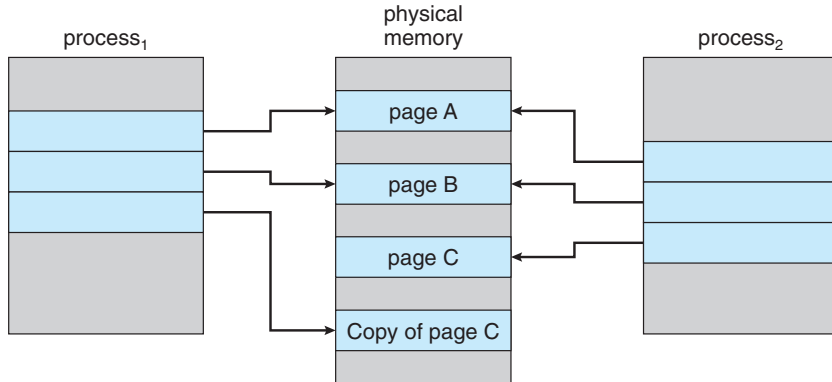 process₁
physical
memory
process₂
page A
page B
page C
Copy of page C